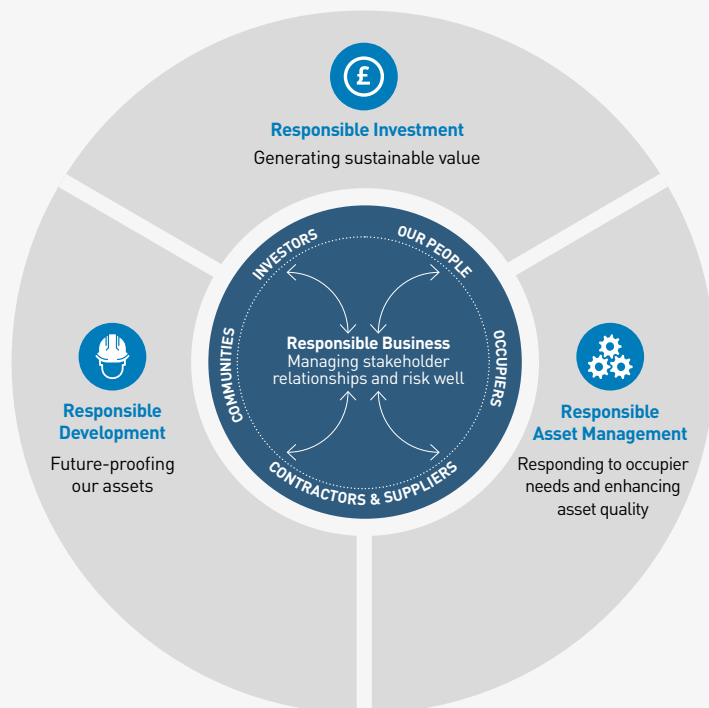 £
Responsible Investment
Generating sustainable value
INVESTORS
OUR PEOPLE
COMMUNITIES
OCCUPIERS
Responsible Business
Managing stakeholder
relationships and risk well
CONTRACTORS & SUPPLIERS
Responsible
Development
Future-proofing
our assets
Responsible
Asset Management
Responding to occupier
needs and enhancing
asset quality